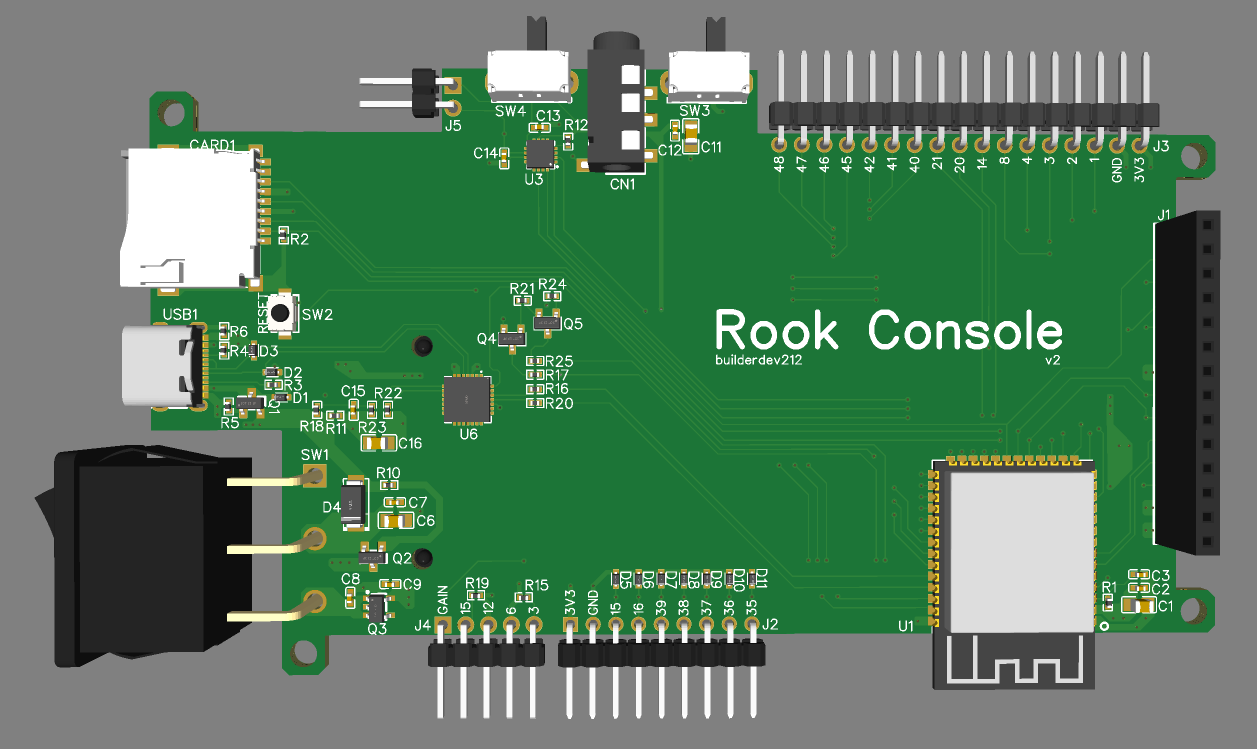 SW4
SW3
J5
C13
R12
C14
U3
CN1
C12
C11
J3
48
47
46
45
42
41
40
21
20
14
8
4
3
2
1
GND
3V3
CARD1
R2
J1
RESET
SW2
USB1
R6
R4
D3
D2
R3
D1
R5
R21
R24
Q5
Q4
R25
R17
R16
R20
Rook Console
builderdev212
v2
C15
R22
R18
R11
R23
C16
U6
SW1
R10
D4
C7
C6
Q2
C8
C9
Q3
R19
R15
D5
D6
D8
D9
D10
D11
J4
GAIN
15
12
6
3
3V3
GND
15
16
39
38
37
36
35
J2
U1
R1
C3
C2
C1